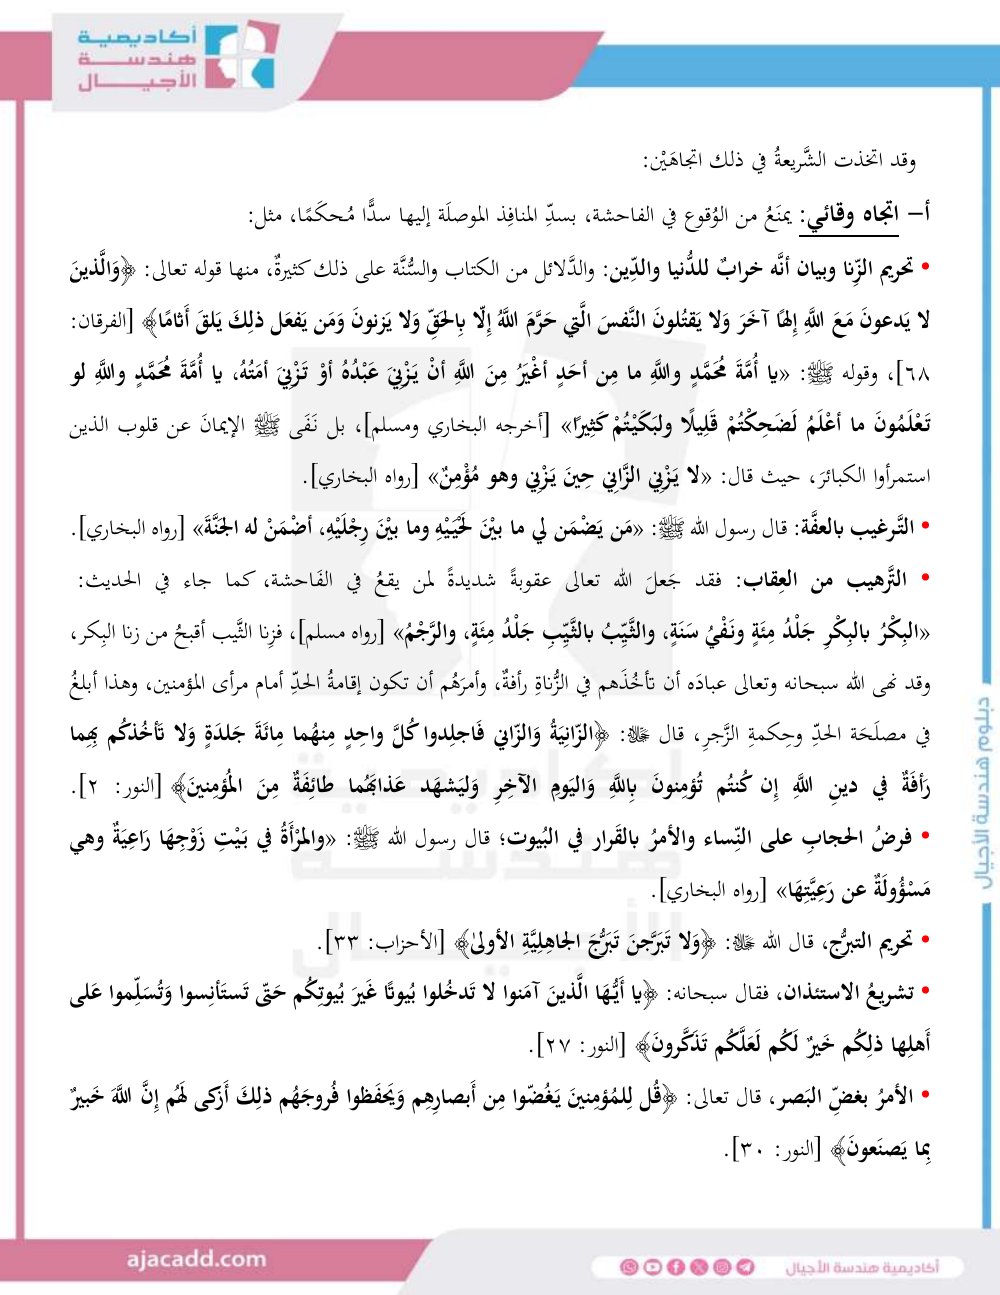 أكاديمية
هندسة
الأجيال
وقد اتخذت الشَّريعةُ في ذلك اتجاهَيْن:
أ– اتجاه وقائي: يمنَعُ من الوُقوع في الفاحشة، بسدِّ المنافِذ الموصلَة إليها سدًّا مُحكَمًا، مثل:
• تحريم الزِّنا وبيان أنَّه خرابٌ للدُّنيا والدِّين: والدَّلائل من الكتاب والسُّنَّة على ذلك كثيرةٌ، منها قوله تعالى: ﴿وَالَّذينَ
لا يَدعونَ مَعَ اللَّهِ إِلهًا آخَرَ وَلا يَقتُلونَ النَّفسَ الَّتي حَرَّمَ اللَّهُ إِلّا بِالحَقِّ وَلا يَزنونَ وَمَن يَفعَل ذلِكَ يَلقَ أَثامًا﴾ [الفرقان:
٦٨]، وقوله ﷺ: «يا أُمَّةَ مُحَمَّدٍ واللَّهِ ما مِن أحَدٍ أغْيَرُ مِنَ اللَّهِ أنْ يَزْنِيَ عَبْدُهُ أوْ تَزْنِيَ أمَتُهُ، يا أُمَّةَ مُحَمَّدٍ واللَّهِ لو
تَعْلَمُونَ ما أعْلَمُ لَضَحِكْتُمْ قَلِيلًا ولبَكَيْتُمْ كَثِيرًا» [أخرجه البخاري ومسلم]، بل نَفَى ﷺ الإيمانَ عن قلوب الذين
استمرأوا الكبائرَ، حيث قال: «لا يَزْنِي الزَّانِي حِينَ يَزْنِي وهو مُؤْمِنٌ» [رواه البخاري].
• التَّرغيب بالعفَّة: قال رسول الله ﷺ: «مَن يَضْمَن لي ما بيْنَ لَحْيَيْهِ وما بيْنَ رِجْلَيْهِ، أضْمَنْ له الجَنَّةَ» [رواه البخاري].
• التَّرهيب من العِقاب: فقد جَعلَ الله تعالى عقوبةً شديدةً لمن يقعُ في الفَاحشة، كما جاء في الحديث:
«البِكْرُ بالبِكْرِ جَلْدُ مِئَةٍ ونَفْيُ سَنَةٍ، والثَّيِّبُ بالثَّيِّبِ جَلْدُ مِئَةٍ، والرَّجْمُ» [رواه مسلم]، فزِنا الثَّيب أقبحُ من زنا البِكر،
وقد نهى الله سبحانه وتعالى عبادَه أن تأخُذَهم في الزُّناةِ رأفةٌ، وأمرَهُم أن تكون إقامةُ الحدِّ أمام مرأى المؤمنين، وهذا أبلغُ
في مصلَحَة الحدِّ وحِكمةِ الزَّجرِ، قال ﷻ: ﴿الزّانِيَةُ وَالزّاني فَاجلِدوا كُلَّ واحِدٍ مِنهُما مِائَةَ جَلدَةٍ وَلا تَأخُذكُم بِهِما
رَأفَةٌ في دينِ اللَّهِ إِن كُنتُم تُؤمِنونَ بِاللَّهِ وَاليَومِ الآخِرِ وَليَشهَد عَذابَهُما طائِفَةٌ مِنَ المُؤمِنينَ﴾ [النور: ٢].
• فرضُ الحجابِ على النِّساء والأمرُ بالقَرار في البُيوت؛ قال رسول الله ﷺ: «والمرْأَةُ في بَيْتِ زَوْجِهَا رَاعِيَةٌ وهي
مَسْؤُولَةٌ عن رَعِيَّتِهَا» [رواه البخاري].
• تحريم التبرُّج، قال الله ﷻ: ﴿وَلا تَبَرَّجنَ تَبَرُّجَ الجاهِلِيَّةِ الأولىٰ﴾ [الأحزاب: ٣٣].
• تشريعُ الاستئذان، فقال سبحانه: ﴿يا أَيُّهَا الَّذينَ آمَنوا لا تَدخُلوا بُيوتًا غَيرَ بُيوتِكُم حَتّى تَستَأنِسوا وَتُسَلِّموا عَلى
أَهلِها ذلِكُم خَيرٌ لَكُم لَعَلَّكُم تَذَكَّرونَ﴾ [النور: ٢٧].
• الأمرُ بغضِّ البَصر، قال تعالى: ﴿قُل لِلمُؤمِنينَ يَغُضّوا مِن أَبصارِهِم وَيَحفَظوا فُروجَهُم ذلِكَ أَزكى لَهُم إِنَّ اللَّهَ خَبيرٌ
بِما يَصنَعونَ﴾ [النور: ٣٠].
دبلوم هندسة الأجيال
أكاديمية هندسة الأجيال
ajacadd.com